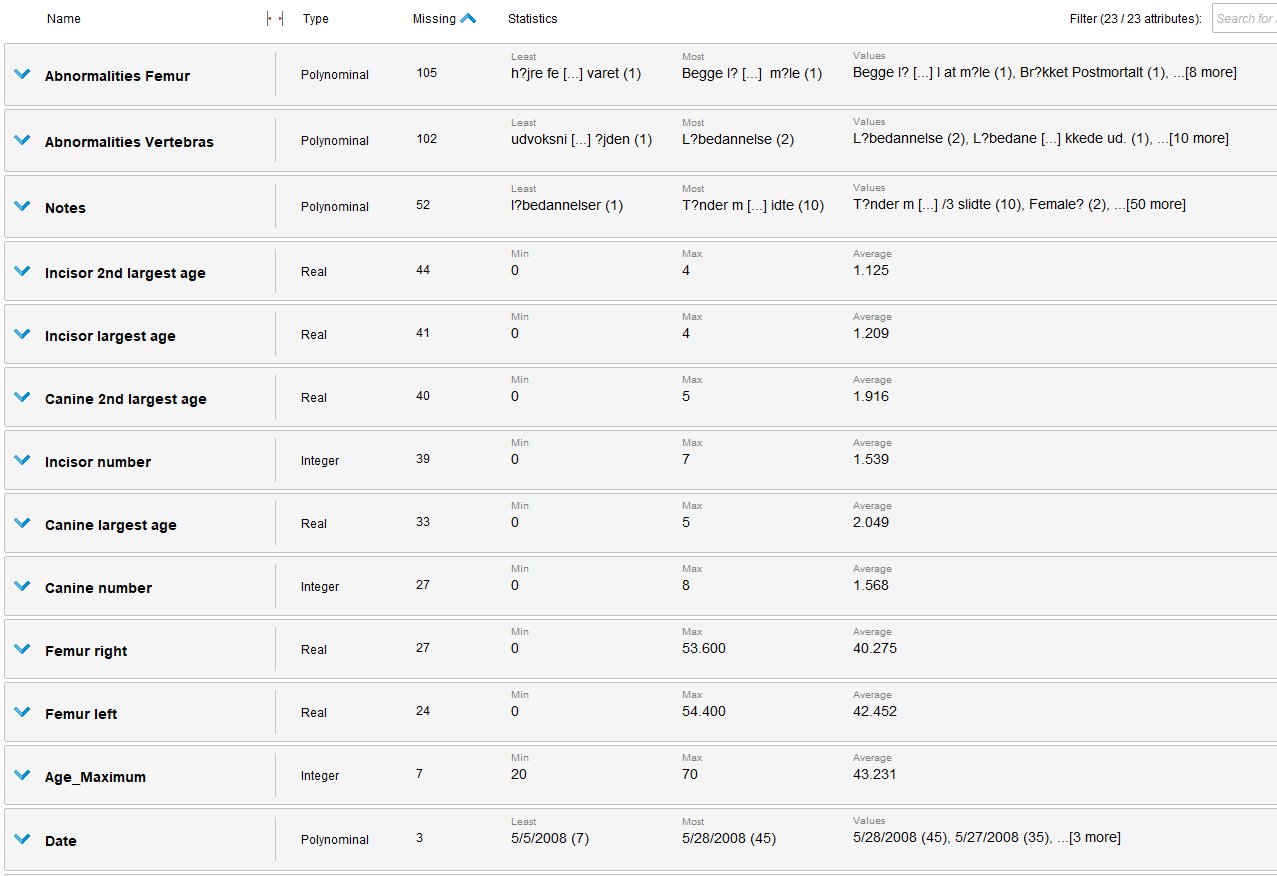 Name Type Missing Statistics Filter (23 / 23 attributes): Search for
Least Most Values
Abnormalities Femur Polynominal 105 h?jre fe [...] varet (1) Begge l? [...] m?le (1) Begge l? [...] l at m?le (1), Br?kket Postmortalt (1), ...[8 more]
Least Most Values
Abnormalities Vertebras Polynominal 102 udvoksni [...] ?jden (1) L?bedannelse (2) L?bedannelse (2), L?bedane [...] kkede ud. (1), ...[10 more]
Least Most Values
Notes Polynominal 52 l?bedannelser (1) T?nder m [...] idte (10) T?nder m [...] /3 slidte (10), Female? (2), ...[50 more]
Min Max Average
Incisor 2nd largest age Real 44 0 4 1.125
Min Max Average
Incisor largest age Real 41 0 4 1.209
Min Max Average
Canine 2nd largest age Real 40 0 5 1.916
Min Max Average
Incisor number Integer 39 0 7 1.539
Min Max Average
Canine largest age Real 33 0 5 2.049
Min Max Average
Canine number Integer 27 0 8 1.568
Min Max Average
Femur right Real 27 0 53.600 40.275
Min Max Average
Femur left Real 24 0 54.400 42.452
Min Max Average
Age_Maximum Integer 7 20 70 43.231
Least Most Values
Date Polynominal 3 5/5/2008 (7) 5/28/2008 (45) 5/28/2008 (45), 5/27/2008 (35), ...[3 more]